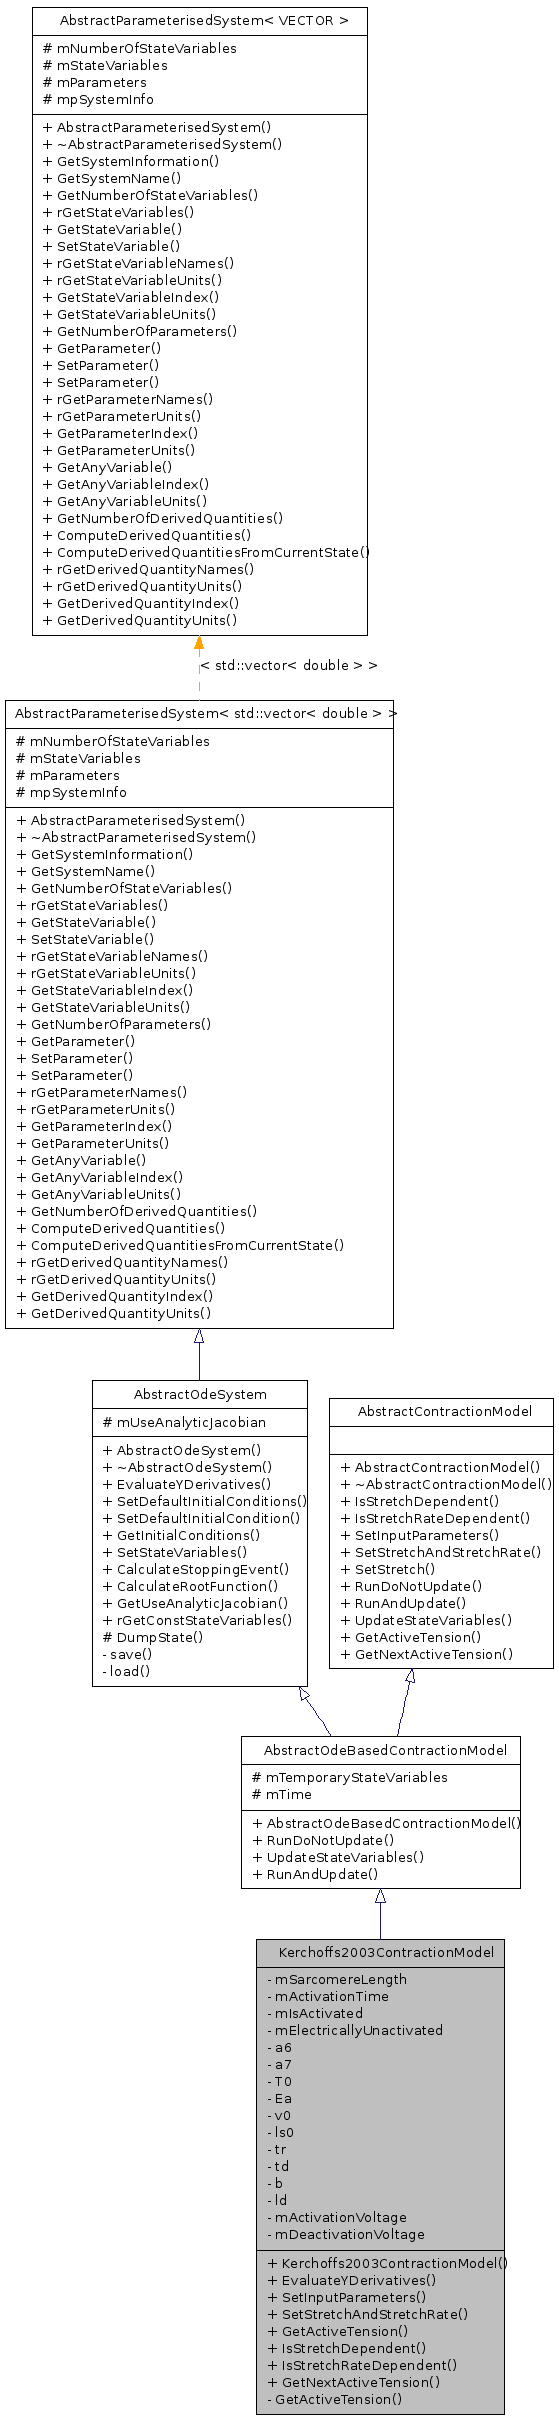 AbstractParameterisedSystem< VECTOR >
# mNumberOfStateVariables
# mStateVariables
# mParameters
# mpSystemInfo
+ AbstractParameterisedSystem()
+ ~AbstractParameterisedSystem()
+ GetSystemInformation()
+ GetSystemName()
+ GetNumberOfStateVariables()
+ rGetStateVariables()
+ GetStateVariable()
+ SetStateVariable()
+ rGetStateVariableNames()
+ rGetStateVariableUnits()
+ GetStateVariableIndex()
+ GetStateVariableUnits()
+ GetNumberOfParameters()
+ GetParameter()
+ SetParameter()
+ SetParameter()
+ rGetParameterNames()
+ rGetParameterUnits()
+ GetParameterIndex()
+ GetParameterUnits()
+ GetAnyVariable()
+ GetAnyVariableIndex()
+ GetAnyVariableUnits()
+ GetNumberOfDerivedQuantities()
+ ComputeDerivedQuantities()
+ ComputeDerivedQuantitiesFromCurrentState()
+ rGetDerivedQuantityNames()
+ rGetDerivedQuantityUnits()
+ GetDerivedQuantityIndex()
+ GetDerivedQuantityUnits()
< std::vector< double > >
AbstractParameterisedSystem< std::vector< double > >
# mNumberOfStateVariables
# mStateVariables
# mParameters
# mpSystemInfo
+ AbstractParameterisedSystem()
+ ~AbstractParameterisedSystem()
+ GetSystemInformation()
+ GetSystemName()
+ GetNumberOfStateVariables()
+ rGetStateVariables()
+ GetStateVariable()
+ SetStateVariable()
+ rGetStateVariableNames()
+ rGetStateVariableUnits()
+ GetStateVariableIndex()
+ GetStateVariableUnits()
+ GetNumberOfParameters()
+ GetParameter()
+ SetParameter()
+ SetParameter()
+ rGetParameterNames()
+ rGetParameterUnits()
+ GetParameterIndex()
+ GetParameterUnits()
+ GetAnyVariable()
+ GetAnyVariableIndex()
+ GetAnyVariableUnits()
+ GetNumberOfDerivedQuantities()
+ ComputeDerivedQuantities()
+ ComputeDerivedQuantitiesFromCurrentState()
+ rGetDerivedQuantityNames()
+ rGetDerivedQuantityUnits()
+ GetDerivedQuantityIndex()
+ GetDerivedQuantityUnits()
AbstractOdeSystem
# mUseAnalyticJacobian
+ AbstractOdeSystem()
+ ~AbstractOdeSystem()
+ EvaluateYDerivatives()
+ SetDefaultInitialConditions()
+ SetDefaultInitialCondition()
+ GetInitialConditions()
+ SetStateVariables()
+ CalculateStoppingEvent()
+ CalculateRootFunction()
+ GetUseAnalyticJacobian()
+ rGetConstStateVariables()
# DumpState()
- save()
- load()
AbstractContractionModel
+ AbstractContractionModel()
+ ~AbstractContractionModel()
+ IsStretchDependent()
+ IsStretchRateDependent()
+ SetInputParameters()
+ SetStretchAndStretchRate()
+ SetStretch()
+ RunDoNotUpdate()
+ RunAndUpdate()
+ UpdateStateVariables()
+ GetActiveTension()
+ GetNextActiveTension()
AbstractOdeBasedContractionModel
# mTemporaryStateVariables
# mTime
+ AbstractOdeBasedContractionModel()
+ RunDoNotUpdate()
+ UpdateStateVariables()
+ RunAndUpdate()
Kerchoffs2003ContractionModel
- mSarcomereLength
- mActivationTime
- mIsActivated
- mElectricallyUnactivated
- a6
- a7
- T0
- Ea
- v0
- ls0
- tr
- td
- b
- ld
- mActivationVoltage
- mDeactivationVoltage
+ Kerchoffs2003ContractionModel()
+ EvaluateYDerivatives()
+ SetInputParameters()
+ SetStretchAndStretchRate()
+ GetActiveTension()
+ IsStretchDependent()
+ IsStretchRateDependent()
+ GetNextActiveTension()
- GetActiveTension()